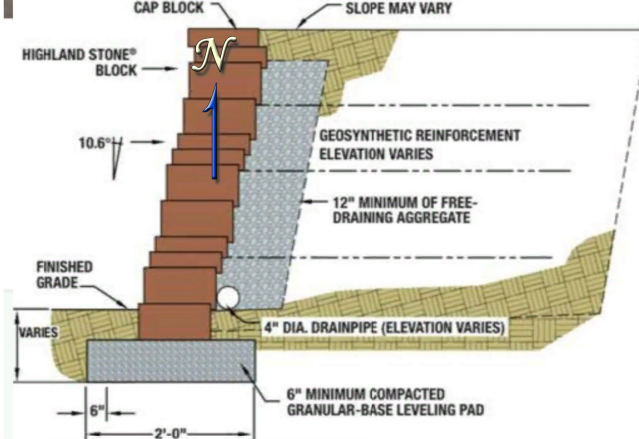 CAP BLOCK
SLOPE MAY VARY
HIGHLAND STONE®
BLOCK
N
10.6°
GEOSYNTHETIC REINFORCEMENT
ELEVATION VARIES
12" MINIMUM OF FREE-
DRAINING AGGREGATE
FINISHED
GRADE
VARIES
4" DIA. DRAINPIPE (ELEVATION VARIES)
6" MINIMUM COMPACTED
GRANULAR-BASE LEVELING PAD
6"
2'-0"